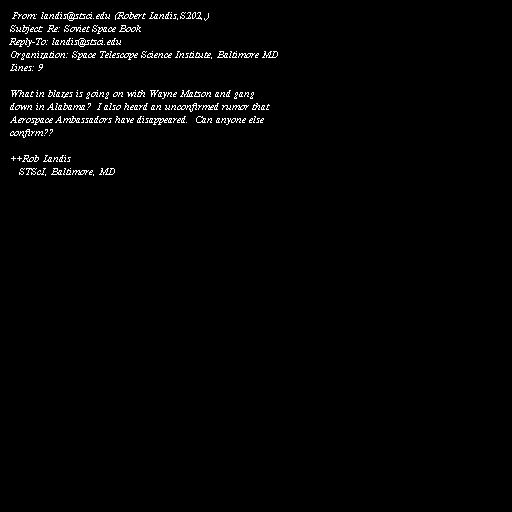 From: landis@stsci.edu (Robert Landis,S202,,)
Subject: Re: Soviet Space Book
Reply-To: landis@stsci.edu
Organization: Space Telescope Science Institute, Baltimore MD
Lines: 9

What in blazes is going on with Wayne Matson and gang
down in Alabama?  I also heard an unconfirmed rumor that
Aerospace Ambassadors have disappeared.  Can anyone else
confirm??

++Rob Landis
   STScI, Baltimore, MD